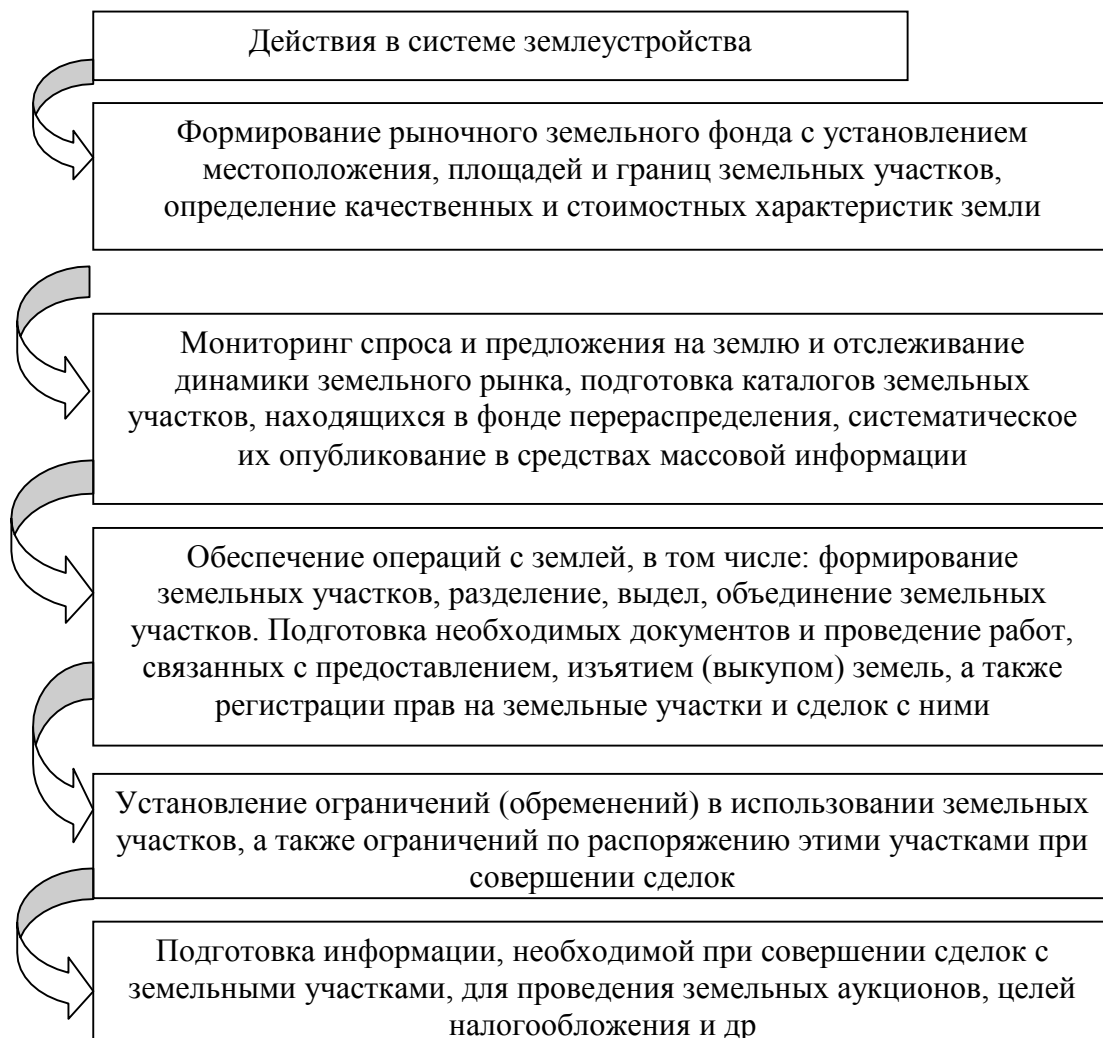 Действия в системе землеустройства
Формирование рыночного земельного фонда с установлением
местоположения, площадей и границ земельных участков,
определение качественных и стоимостных характеристик земли
Мониторинг спроса и предложения на землю и отслеживание
динамики земельного рынка, подготовка каталогов земельных
участков, находящихся в фонде перераспределения, систематическое
их опубликование в средствах массовой информации
Обеспечение операций с землей, в том числе: формирование
земельных участков, разделение, выдел, объединение земельных
участков. Подготовка необходимых документов и проведение работ,
связанных с предоставлением, изъятием (выкупом) земель, а также
регистрации прав на земельные участки и сделок с ними
Установление ограничений (обременений) в использовании земельных
участков, а также ограничений по распоряжению этими участками при
совершении сделок
Подготовка информации, необходимой при совершении сделок с
земельными участками, для проведения земельных аукционов, целей
налогообложения и др